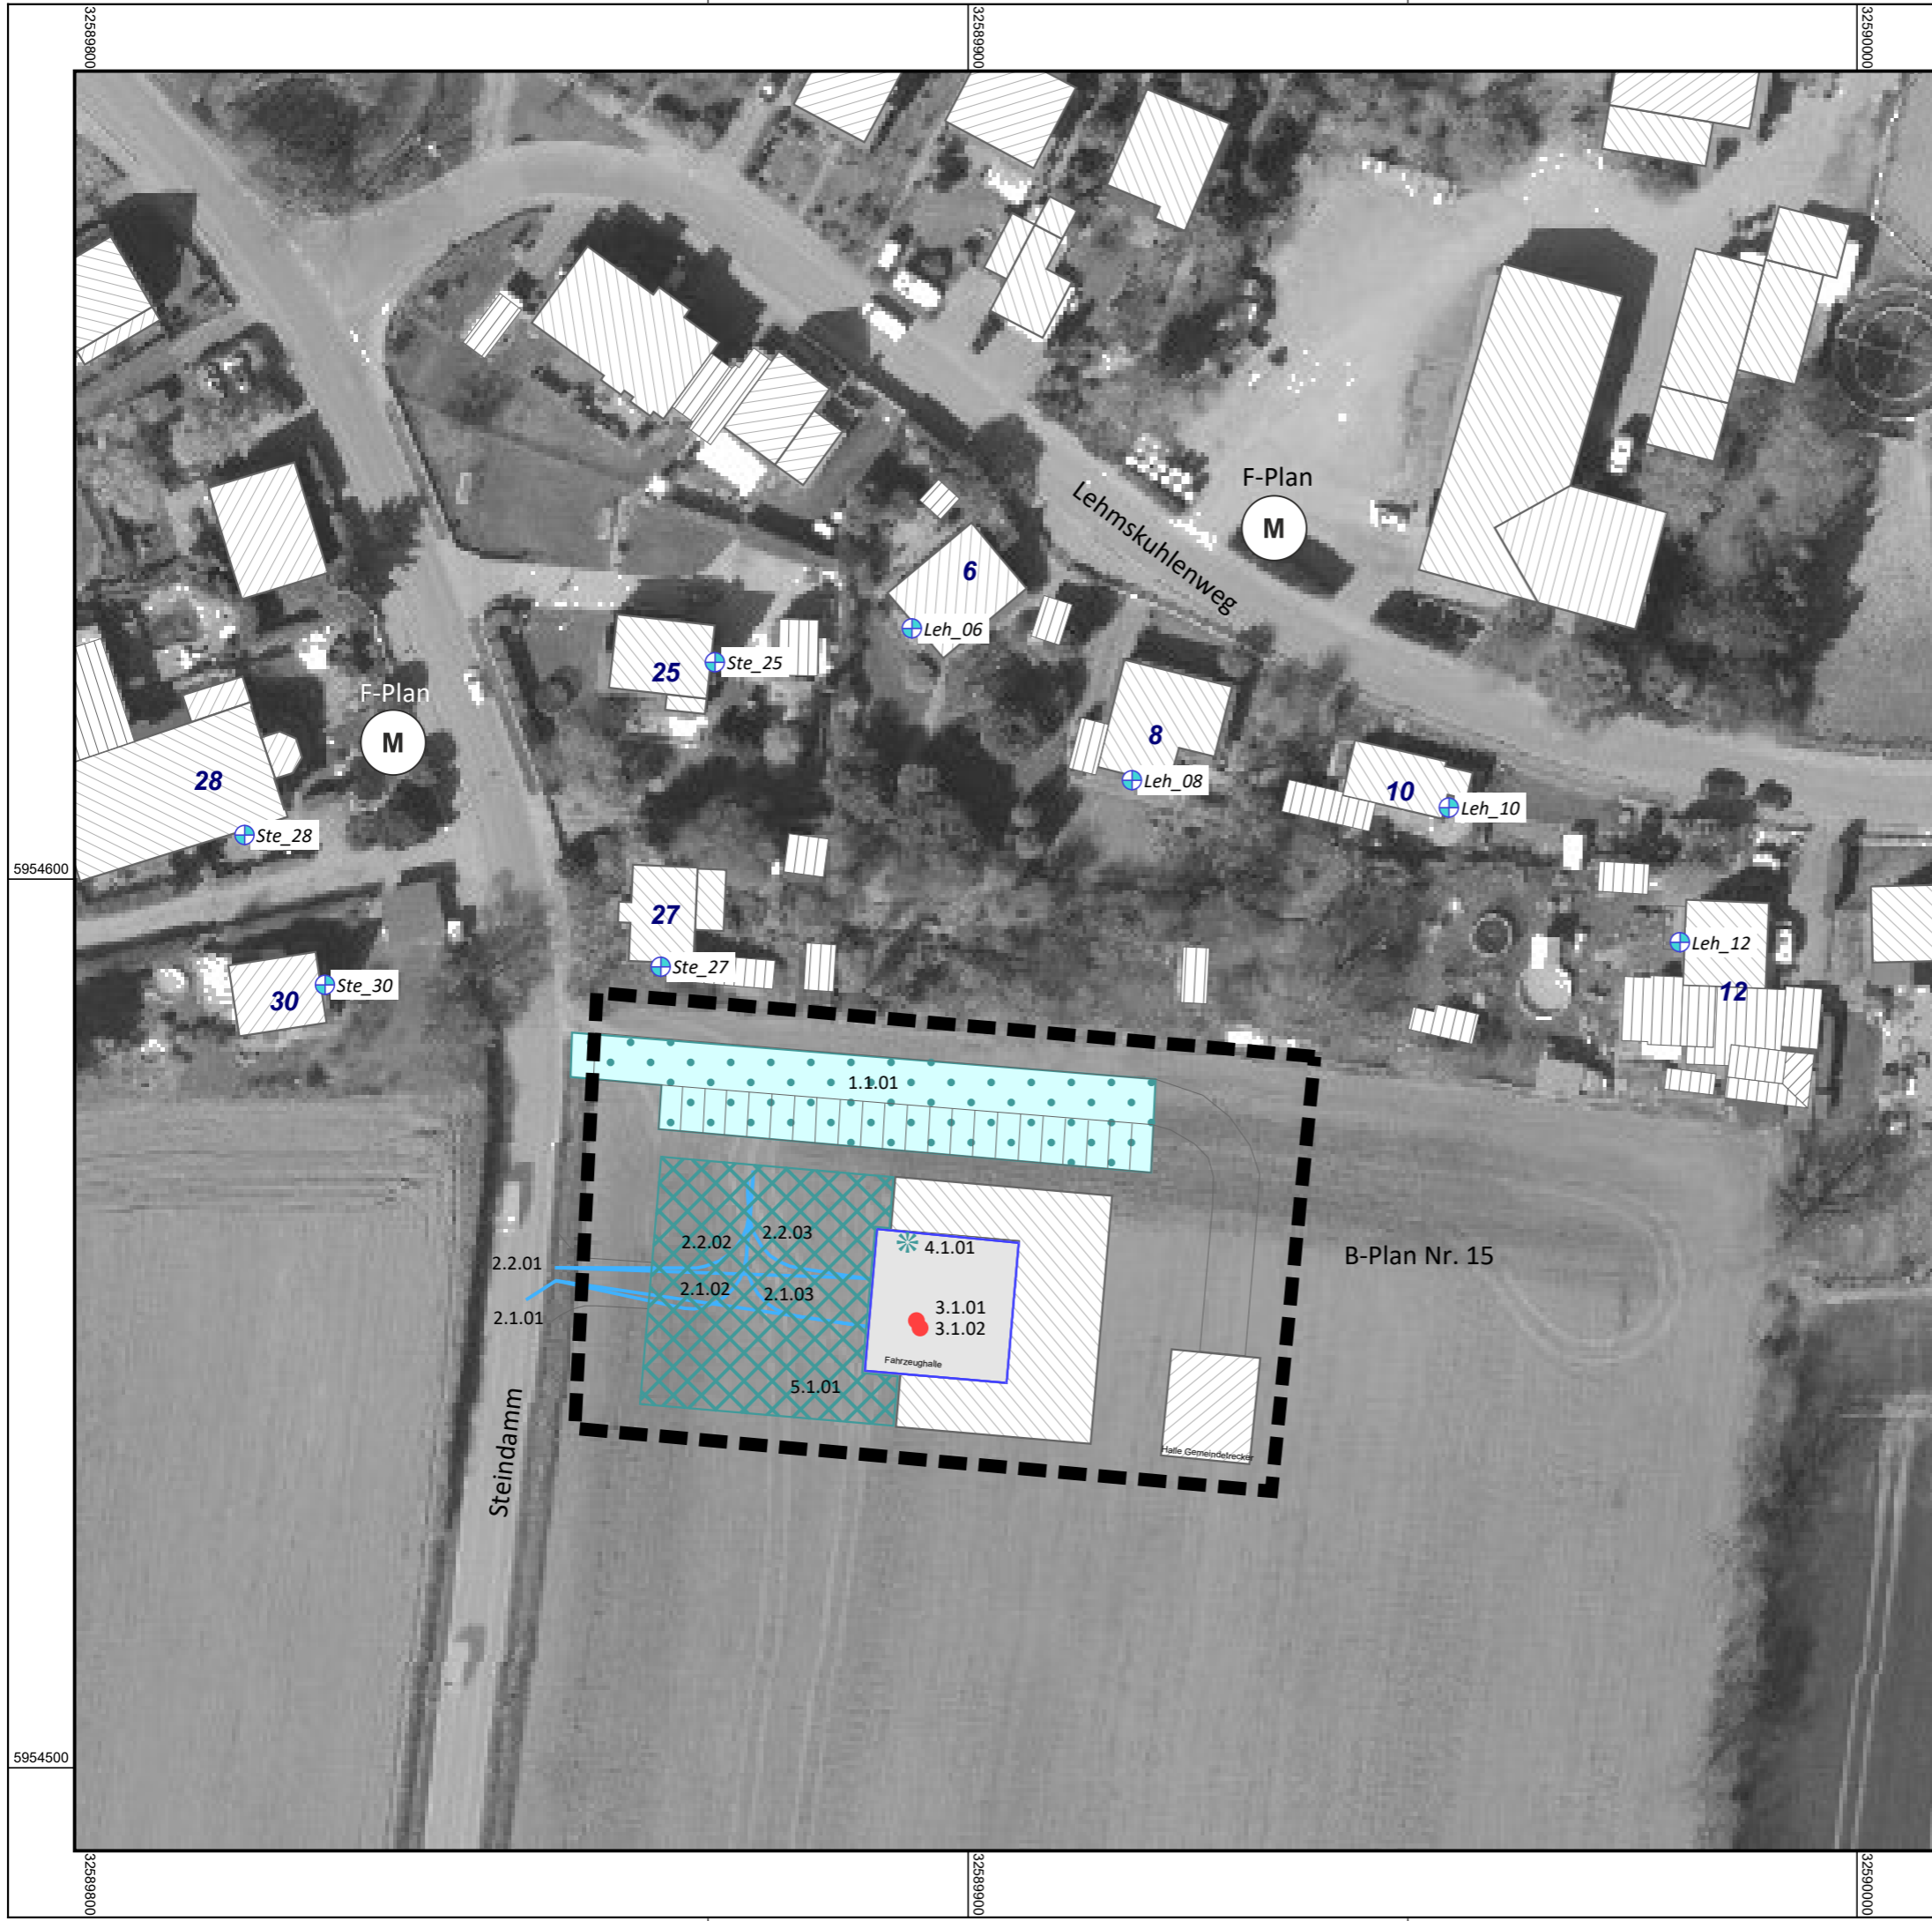 32589800
32589900
32590000
F-Plan
M
Lehmskuhlenweg
6
Leh_06
25
Ste_25
F-Plan
M
8
Leh_08
28
Ste_28
10
Leh_10
5954600
27
Ste_27
Leh_12
12
30
Ste_30
1.1.01
2.2.02
2.2.03
4.1.01
B-Plan Nr. 15
2.2.01
2.1.02
2.1.03
3.1.01
2.1.01
3.1.02
Fahrzeughalle
5.1.01
Steindamm
Halle Gemeindetrecker
5954500
32589800
32589900
32590000